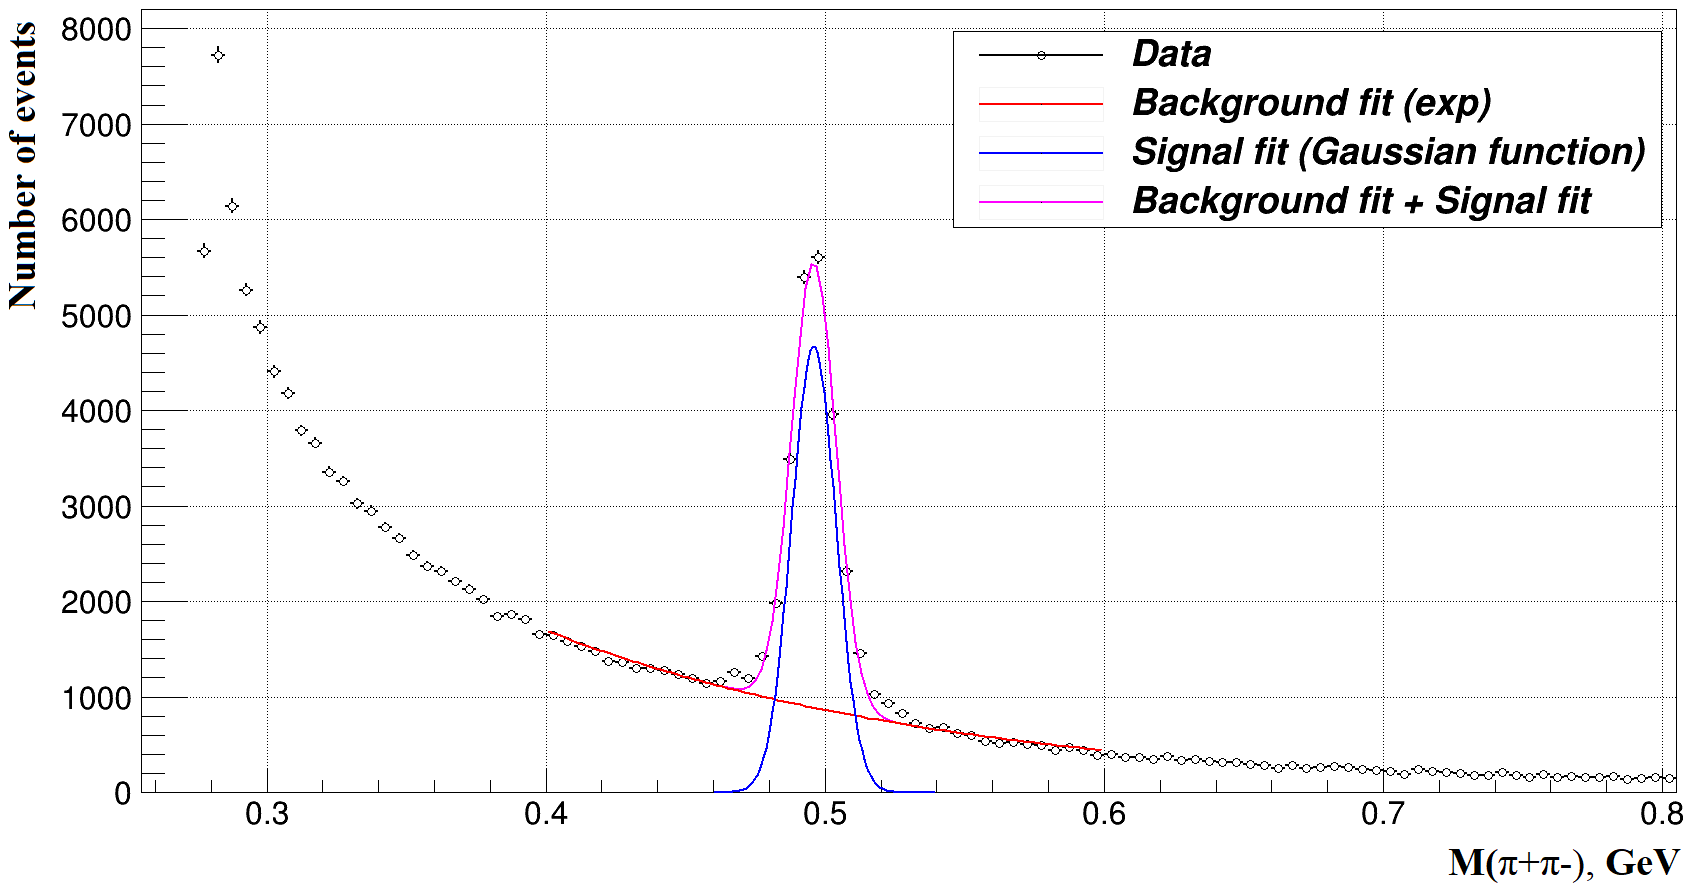 Number of events
8000
7000
6000
5000
4000
3000
2000
1000
0
Data
Background fit (exp)
Signal fit (Gaussian function)
Background fit + Signal fit
0.3 0.4 0.5 0.6 0.7 0.8
M(π+π-), GeV